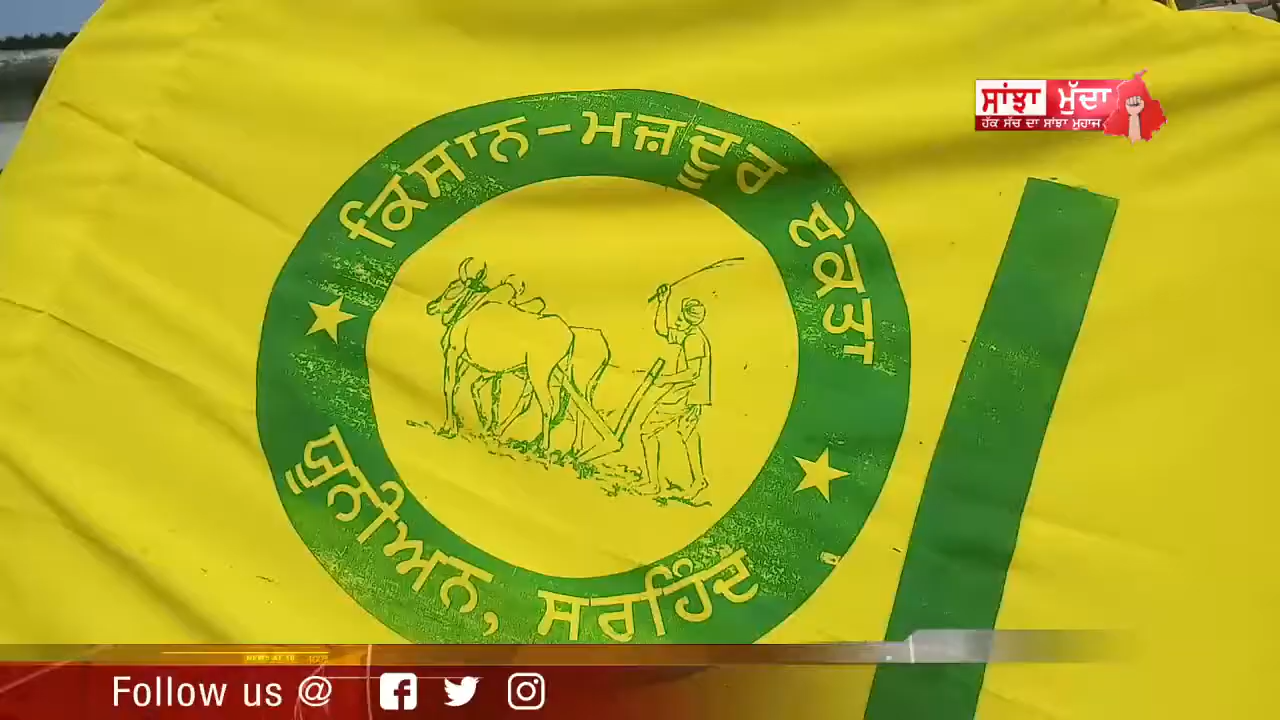 ਕਿਸਾਨ-ਮਜ਼ਦੂਰ ਏਕਤਾ
ਯੂਨੀਅਨ, ਸਰਹਿੰਦ
ਸਾਂਝਾ ਮੁੱਦਾ
ਹੱਕ ਸੱਚ ਦਾ ਸਾਂਝਾ ਮੁਹਾਜ਼
Follow us @